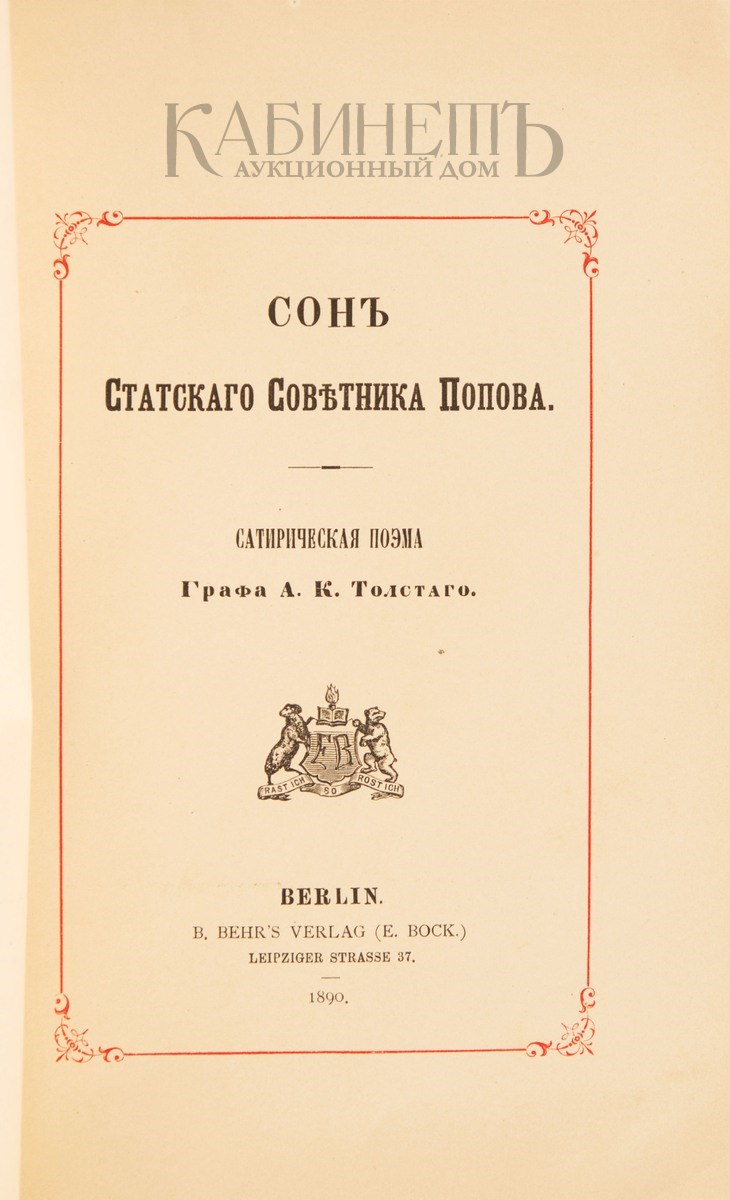 КАБИНЕТЪ
АУКЦИОННЫЙ ДОМ
СОНЪ
СТАТСКАГО СОВѢТНИКА ПОПОВА.
САТИРИЧЕСКАЯ ПОЭМА
Графа А. К. Толстаго.
RAST ICH SO ROST ICH
BERLIN.
B. BEHR'S VERLAG (E. BOCK.)
LEIPZIGER STRASSE 37.
1890.